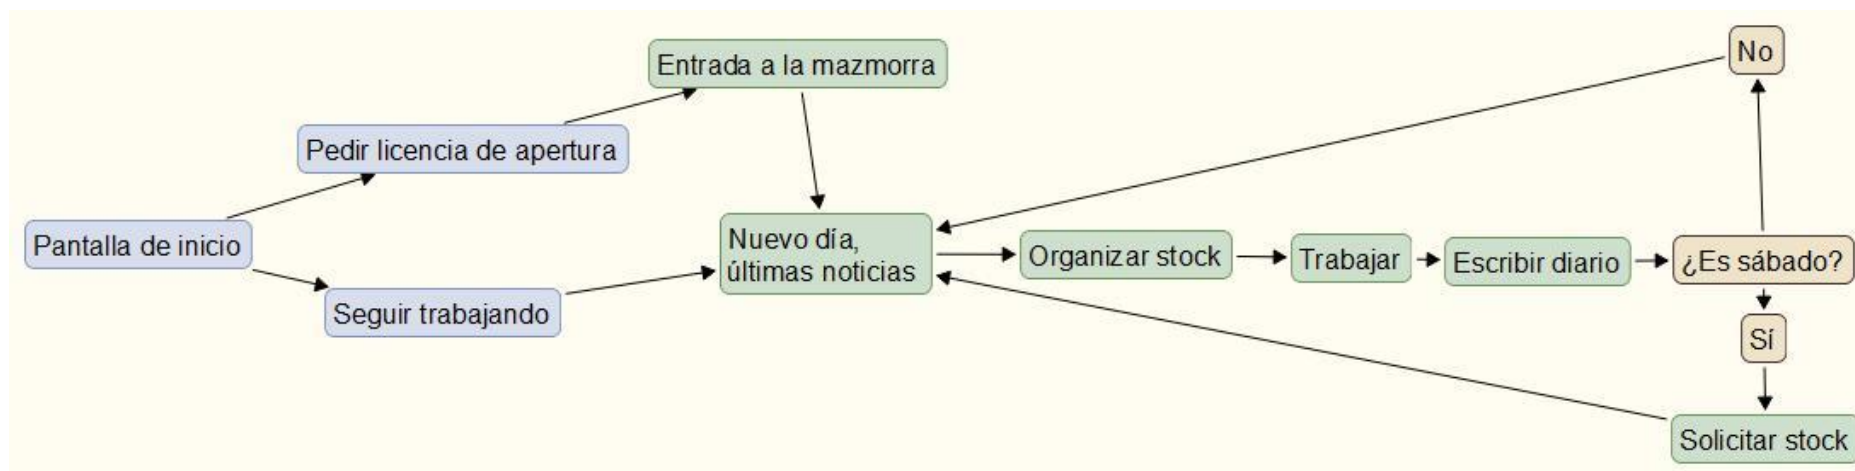 Entrada a la mazmorra
No
Pedir licencia de apertura
Pantalla de inicio
Nuevo día,
últimas noticias
Organizar stock
Trabajar
Escribir diario
¿Es sábado?
Seguir trabajando
Sí
Solicitar stock